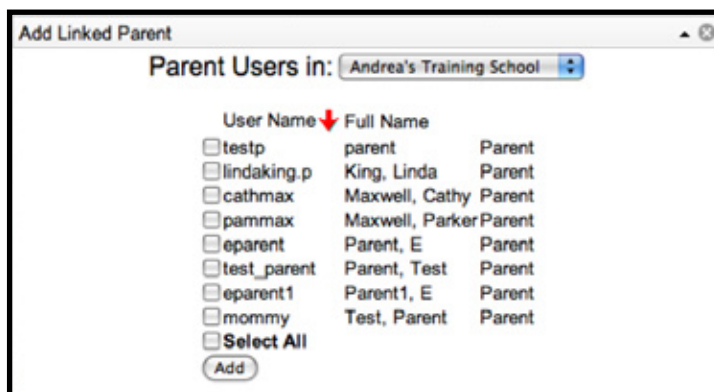 Add Linked Parent
Parent Users in: Andrea's Training School
User Name Full Name
testp parent Parent
lindaking.p King, Linda Parent
cathmax Maxwell, Cathy Parent
pammax Maxwell, Parker Parent
eparent Parent, E Parent
test_parent Parent, Test Parent
eparent1 Parent1, E Parent
mommy Test, Parent Parent
Select All
Add